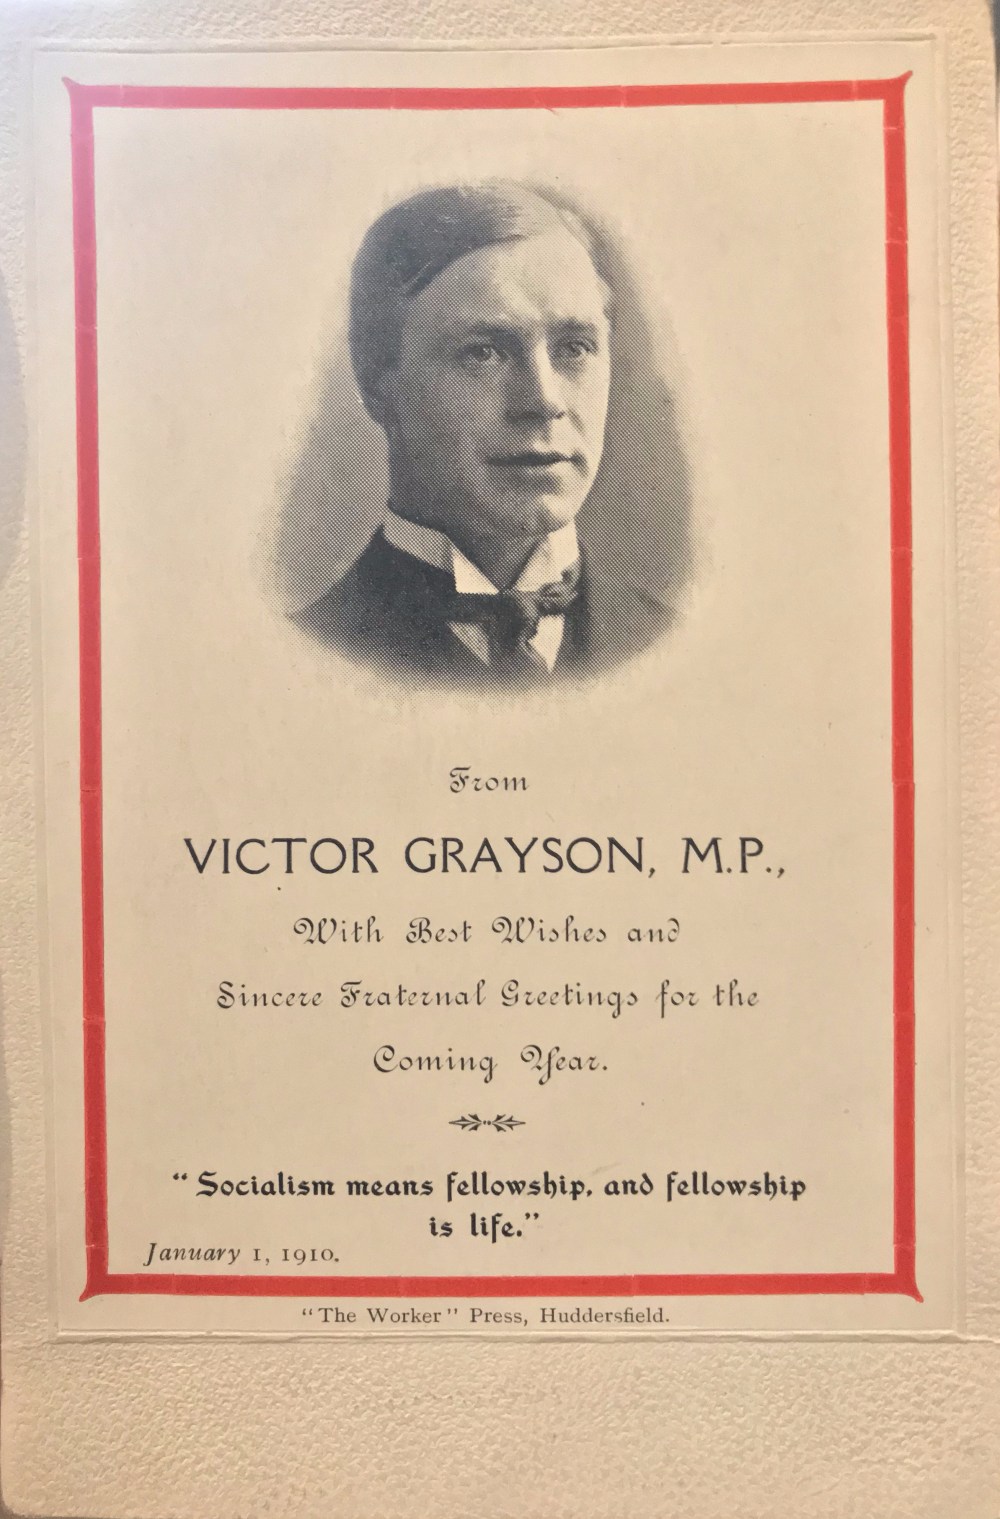 From
VICTOR GRAYSON, M.P.,
With Best Wishes and
Sincere Fraternal Greetings for the
Coming Year.
“Socialism means fellowship, and fellowship
is life.”
January 1, 1910.
“The Worker” Press, Huddersfield.